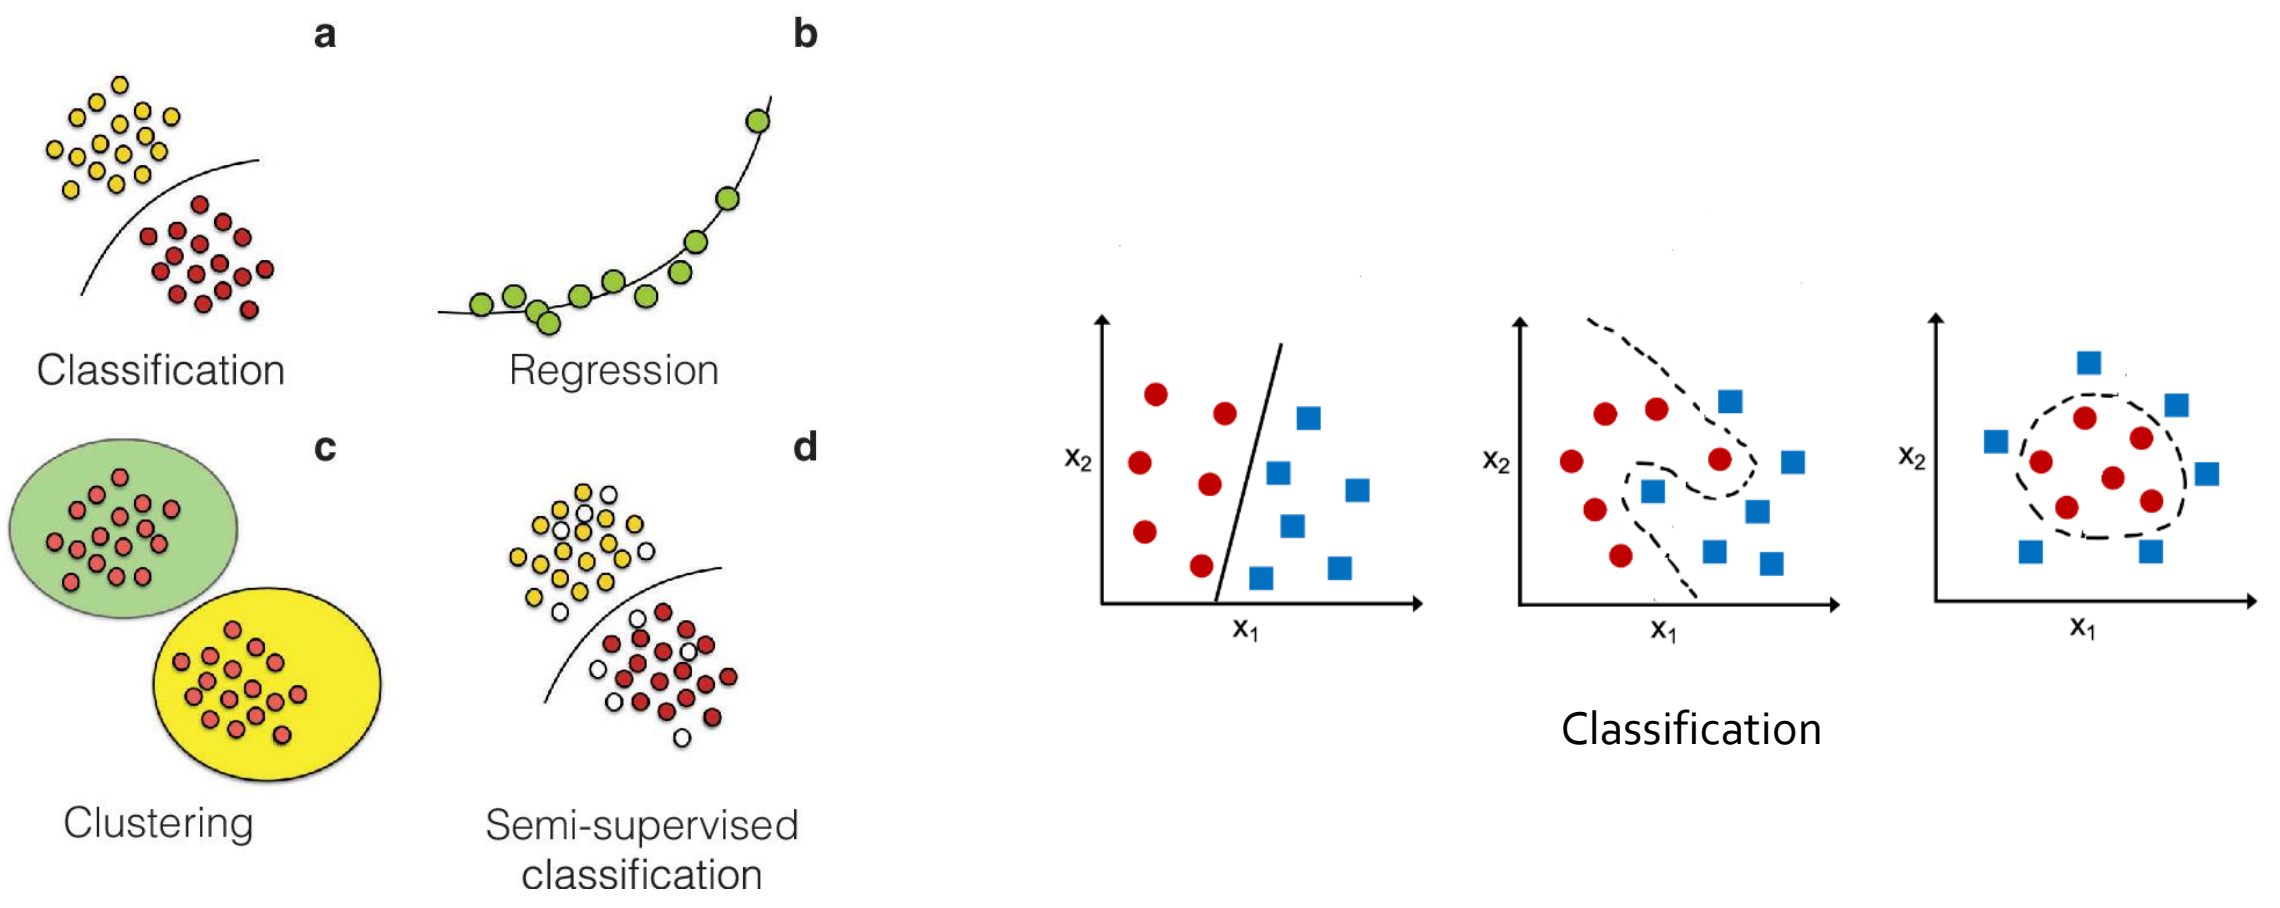 a
b
Classification
Regression
c
d
Clustering
Semi-supervised
classification
x₂
x₁
x₂
x₁
x₂
x₁
Classification